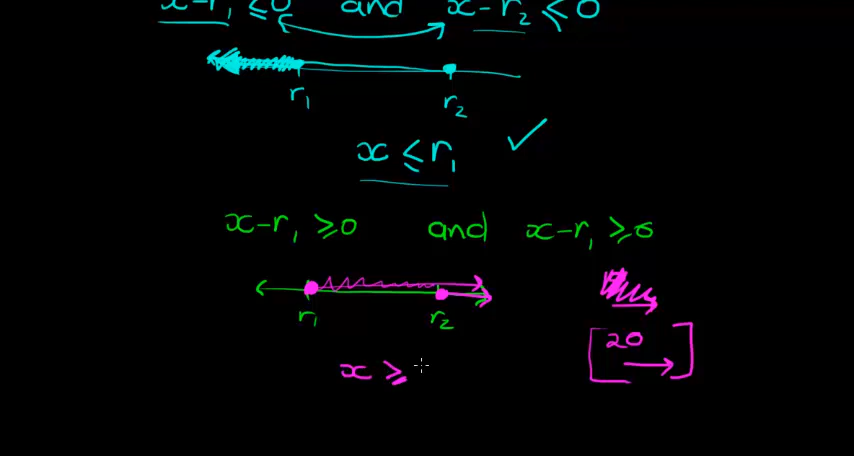 x-r₁ ≤0 and x-r₂ ≤0
r₁ r₂
x ≤ r₁
x-r₁ ≥0 and x-r₁ ≥0
r₁ r₂
20
x ≥